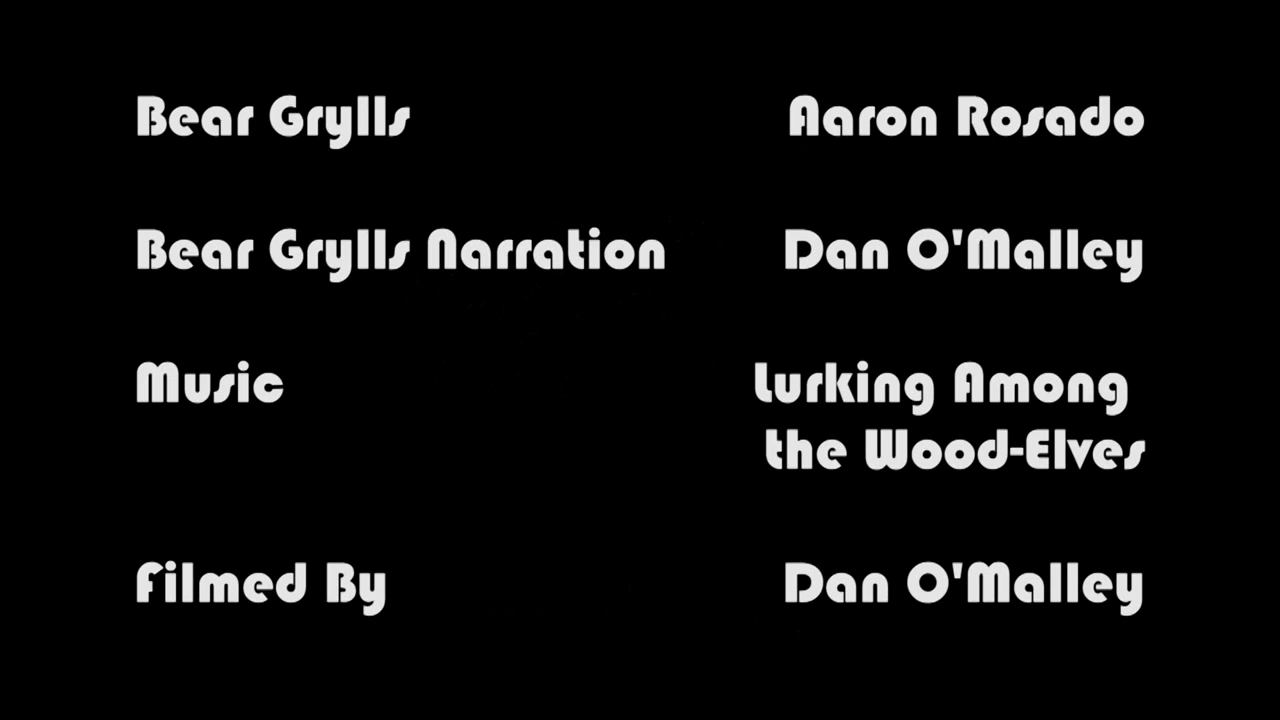 Bear Grylls Aaron Rosado
Bear Grylls Narration Dan O'Malley
Music Lurking Among
the Wood-Elves
Filmed By Dan O'Malley